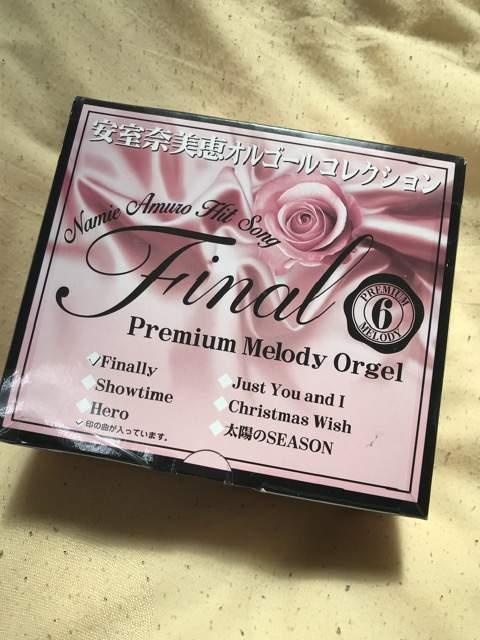 安室奈美恵オルゴールコレクション
Namie Amuro Hit Song
Final
PREMIUM
6
MELODY
Premium Melody Orgel
✓Finally
Showtime
Hero
✓印の曲が入っています。
Just You and I
Christmas Wish
太陽のSEASON